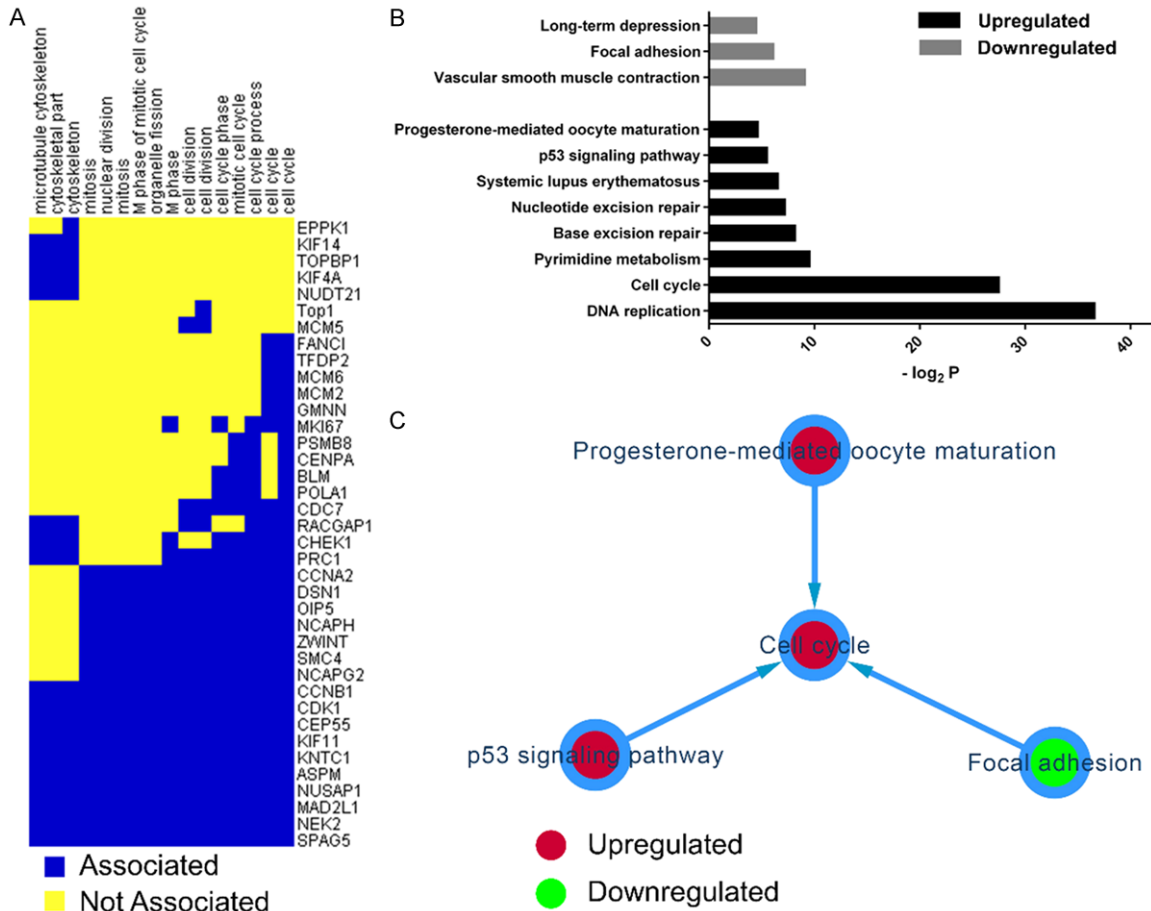 A
microtubule cytoskeleton
cytoskeletal part
cytoskeleton
mitosis
nuclear division
mitosis
M phase of mitotic cell cycle
organelle fission
M phase
cell division
cell division
cell cycle phase
mitotic cell cycle
cell cycle process
cell cycle
cell cycle
EPPK1
KIF14
TOPBP1
KIF4A
NUDT21
Top1
MCM5
FANCI
TFDP2
MCM6
MCM2
GMNN
MKI67
PSMB8
CENPA
BLM
POLA1
CDC7
RACGAP1
CHEK1
PRC1
CCNA2
DSN1
OIP5
NCAPH
ZWINT
SMC4
NCAPG2
CCNB1
CDK1
CEP55
KIF11
KNTC1
ASPM
NUSAP1
MAD2L1
NEK2
SPAG5
Associated
Not Associated
B
Upregulated
Downregulated
Long-term depression
Focal adhesion
Vascular smooth muscle contraction
Progesterone-mediated oocyte maturation
p53 signaling pathway
Systemic lupus erythematosus
Nucleotide excision repair
Base excision repair
Pyrimidine metabolism
Cell cycle
DNA replication
0 10 20 30 40
- log₂ P
C
Progesterone-mediated oocyte maturation
Cell cycle
p53 signaling pathway
Focal adhesion
Upregulated
Downregulated